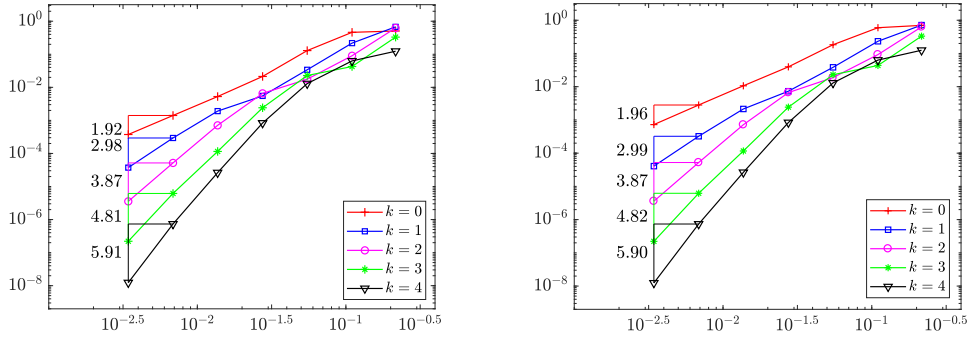 10^0
10^-2
10^-4
10^-6
10^-8
1.92
2.98
3.87
4.81
5.91
k = 0
k = 1
k = 2
k = 3
k = 4
10^-2.5 10^-2 10^-1.5 10^-1 10^-0.5
10^0
10^-2
10^-4
10^-6
10^-8
1.96
2.99
3.87
4.82
5.90
k = 0
k = 1
k = 2
k = 3
k = 4
10^-2.5 10^-2 10^-1.5 10^-1 10^-0.5